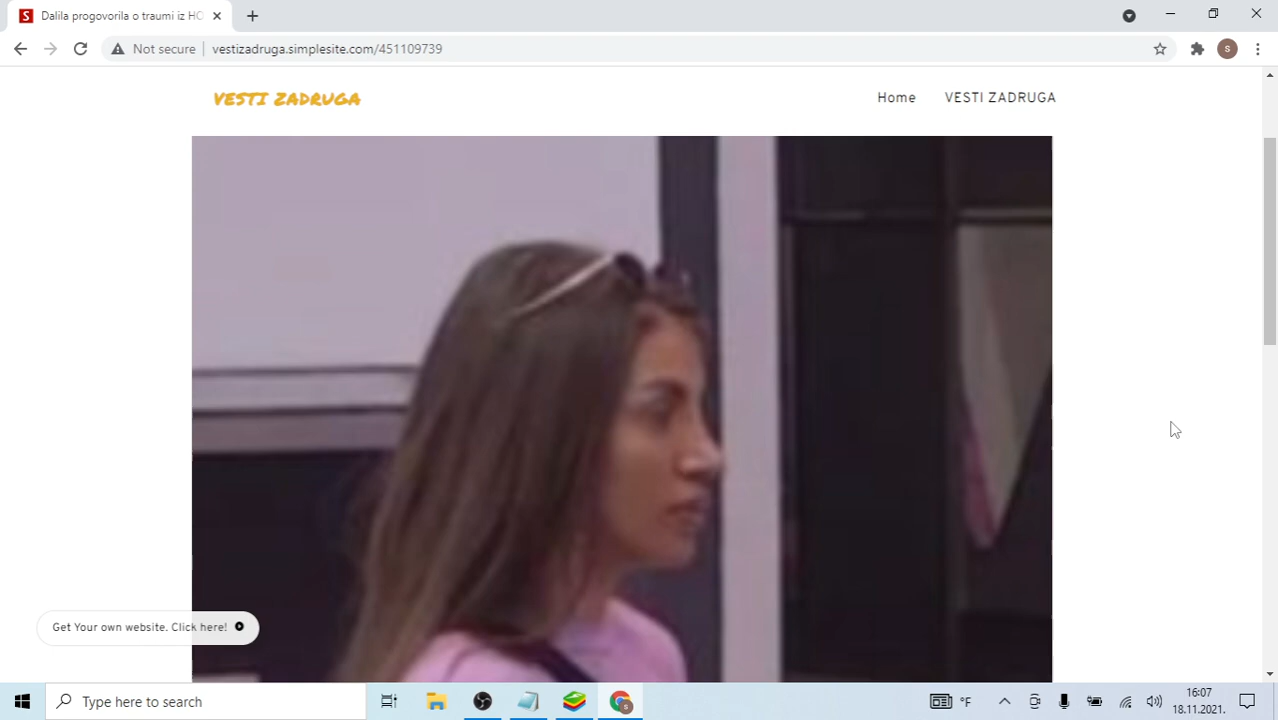 Dalila progovorila o traumi iz HO
Not secure
vestizadruga.simplesite.com/451109739
S
VESTI ZADRUGA
Home
VESTI ZADRUGA
Get Your own website. Click here!
Type here to search
°F
16:07
18.11.2021.